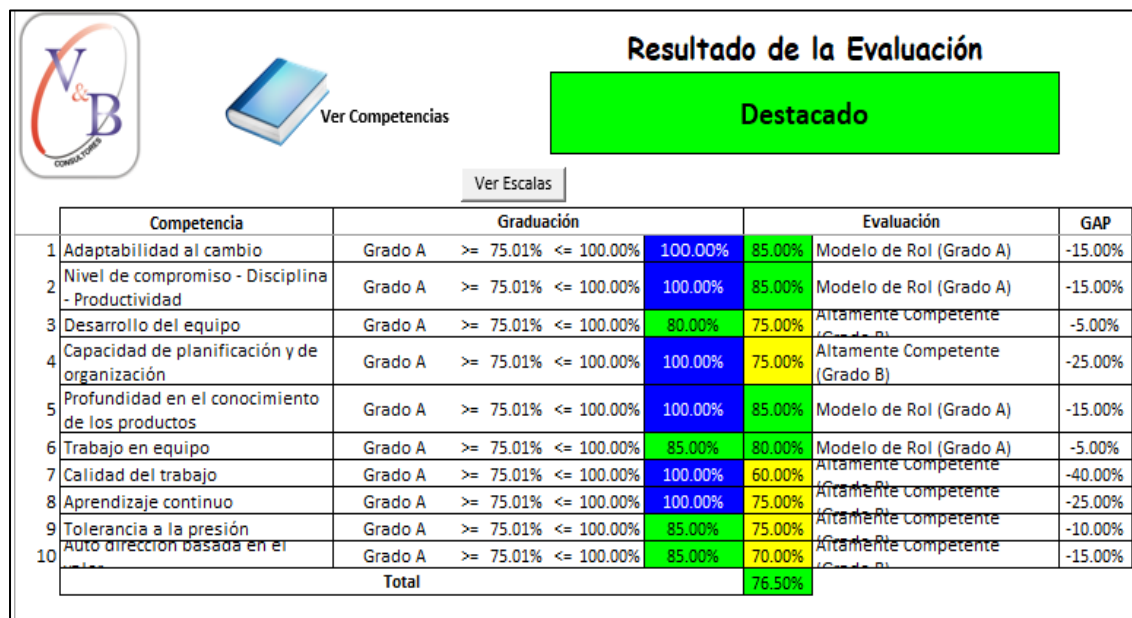 V
&
B
CONSULTORES
Ver Competencias
Resultado de la Evaluación
Destacado
Ver Escalas
Competencia Graduación Evaluación GAP
1 Adaptabilidad al cambio Grado A >= 75.01% <= 100.00% 100.00% 85.00% Modelo de Rol (Grado A) -15.00%
2 Nivel de compromiso - Disciplina
- Productividad Grado A >= 75.01% <= 100.00% 100.00% 85.00% Modelo de Rol (Grado A) -15.00%
3 Desarrollo del equipo Grado A >= 75.01% <= 100.00% 80.00% 75.00% Altamente Competente -5.00%
4 Capacidad de planificación y de
organización Grado A >= 75.01% <= 100.00% 100.00% 75.00% Altamente Competente
(Grado B) -25.00%
5 Profundidad en el conocimiento
de los productos Grado A >= 75.01% <= 100.00% 100.00% 85.00% Modelo de Rol (Grado A) -15.00%
6 Trabajo en equipo Grado A >= 75.01% <= 100.00% 85.00% 80.00% Modelo de Rol (Grado A) -5.00%
7 Calidad del trabajo Grado A >= 75.01% <= 100.00% 100.00% 60.00% Altamente Competente -40.00%
8 Aprendizaje continuo Grado A >= 75.01% <= 100.00% 100.00% 75.00% Altamente Competente -25.00%
9 Tolerancia a la presión Grado A >= 75.01% <= 100.00% 85.00% 75.00% Altamente Competente -10.00%
10 Auto dirección basada en el Grado A >= 75.01% <= 100.00% 85.00% 70.00% Altamente Competente -15.00%
Total 76.50%